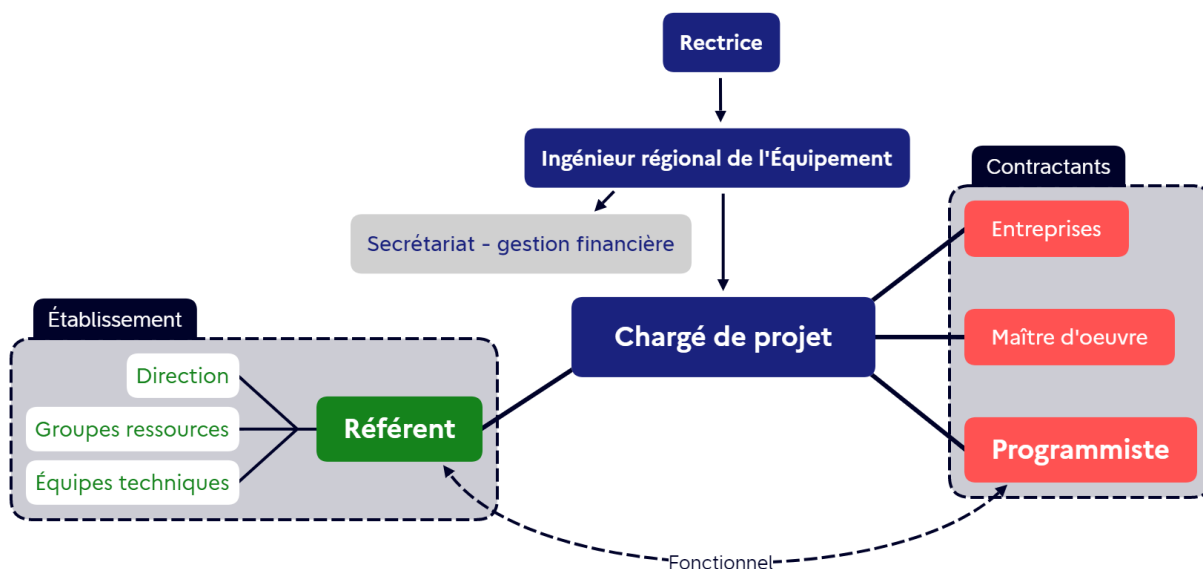 Rectrice
Ingénieur régional de l'Équipement
Contractants
Secrétariat - gestion financière
Entreprises
Établissement
Chargé de projet
Maître d'oeuvre
Direction
Groupes ressources
Référent
Équipes techniques
Programmiste
Fonctionnel